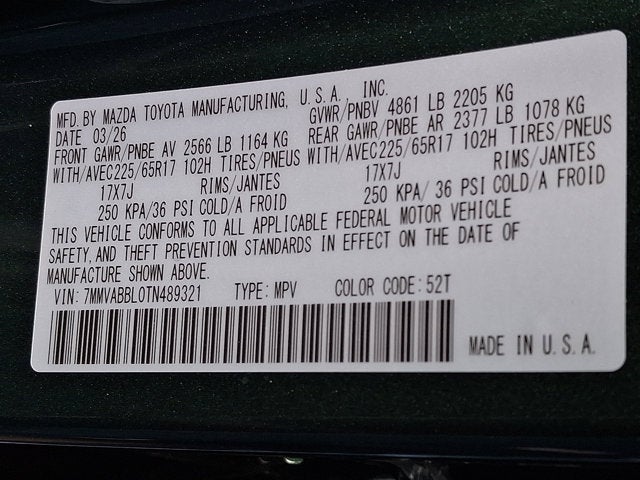 MFD. BY MAZDA TOYOTA MANUFACTURING, U.S.A., INC.
DATE 03/26 GVWR/PNBV 4861 LB 2205 KG
FRONT GAWR/PNBE AV 2566 LB 1164 KG REAR GAWR/PNBE AR 2377 LB 1078 KG
WITH/AVEC225/65R17 102H TIRES/PNEUS WITH/AVEC225/65R17 102H TIRES/PNEUS
17X7J RIMS/JANTES 17X7J RIMS/JANTES
250 KPA/36 PSI COLD/A FROID 250 KPA/ 36 PSI COLD/A FROID
THIS VEHICLE CONFORMS TO ALL APPLICABLE FEDERAL MOTOR VEHICLE
SAFETY, AND THEFT PREVENTION STANDARDS IN EFFECT ON THE DATE OF
MANUFACTURE SHOWN ABOVE.
VIN: 7MMVABBL0TN489321 TYPE: MPV COLOR CODE: 52T
MADE IN U.S.A.